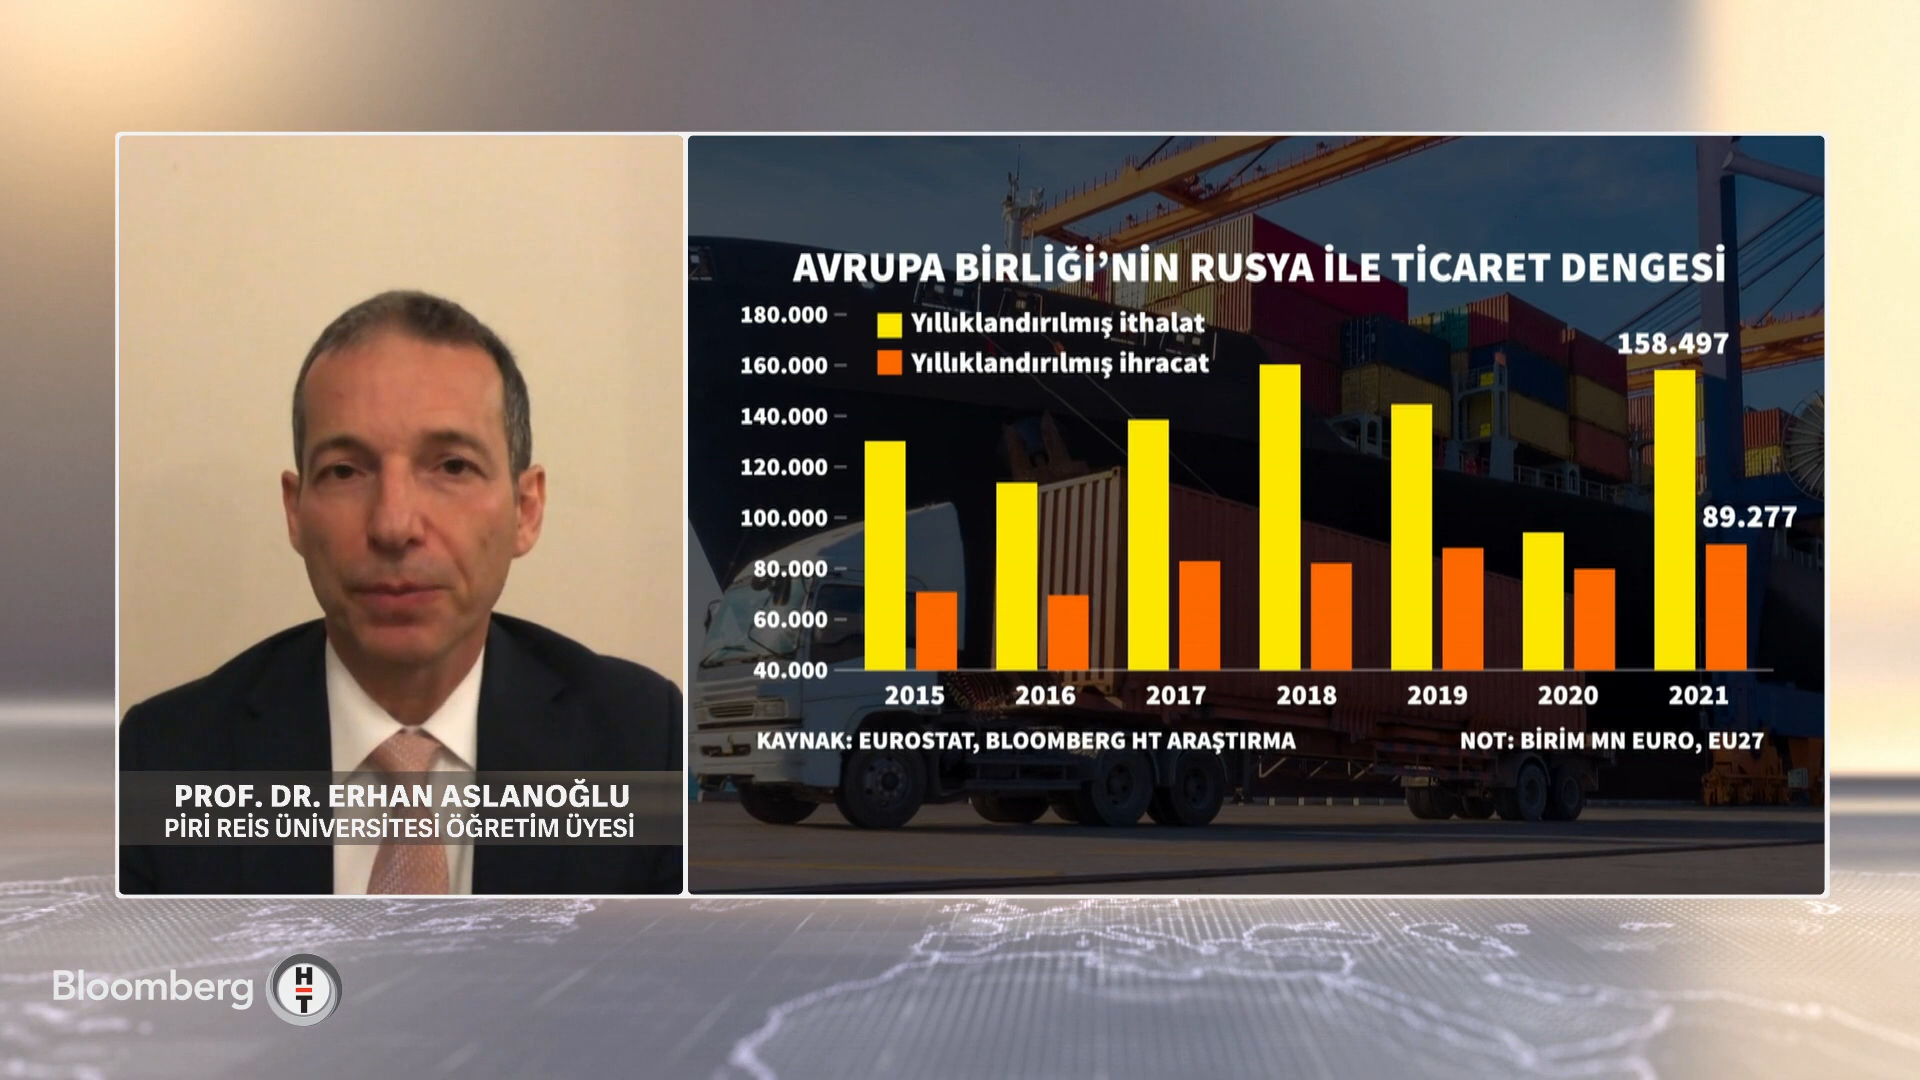 AVRUPA BİRLİĞİ'NİN RUSYA İLE TİCARET DENGESİ
180.000
160.000
140.000
120.000
100.000
80.000
60.000
40.000
Yıllıklandırılmış ithalat
Yıllıklandırılmış ihracat
158.497
89.277
2015 2016 2017 2018 2019 2020 2021
KAYNAK: EUROSTAT, BLOOMBERG HT ARAŞTIRMA
NOT: BİRİM MN EURO, EU27
PROF. DR. ERHAN ASLANOĞLU
PİRİ REİS ÜNİVERSİTESİ ÖĞRETİM ÜYESİ
Bloomberg HT